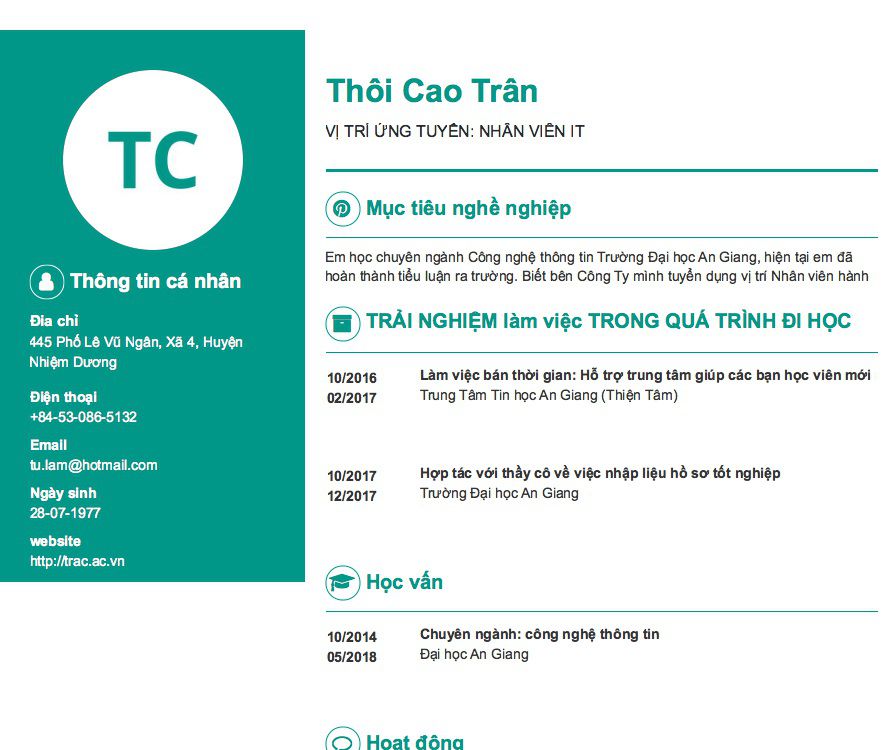 TC
Thông tin cá nhân
Địa chỉ
445 Phố Lê Vũ Ngân, Xã 4, Huyện
Nhiệm Dương
Điện thoại
+84-53-086-5132
Email
tu.lam@hotmail.com
Ngày sinh
28-07-1977
website
http://trac.ac.vn
Thôi Cao Trân
VỊ TRÍ ỨNG TUYỂN: NHÂN VIÊN IT
Mục tiêu nghề nghiệp
Em học chuyên ngành Công nghệ thông tin Trường Đại học An Giang, hiện tại em đã
hoàn thành tiểu luận ra trường. Biết bên Công Ty mình tuyển dụng vị trí Nhân viên hành
TRẢI NGHIỆM làm việc TRONG QUÁ TRÌNH ĐI HỌC
10/2016 Làm việc bán thời gian: Hỗ trợ trung tâm giúp các bạn học viên mới
02/2017 Trung Tâm Tin học An Giang (Thiện Tâm)
10/2017 Hợp tác với thầy cô về việc nhập liệu hồ sơ tốt nghiệp
12/2017 Trường Đại học An Giang
Học vấn
10/2014 Chuyên ngành: công nghệ thông tin
05/2018 Đại học An Giang
Hoạt động